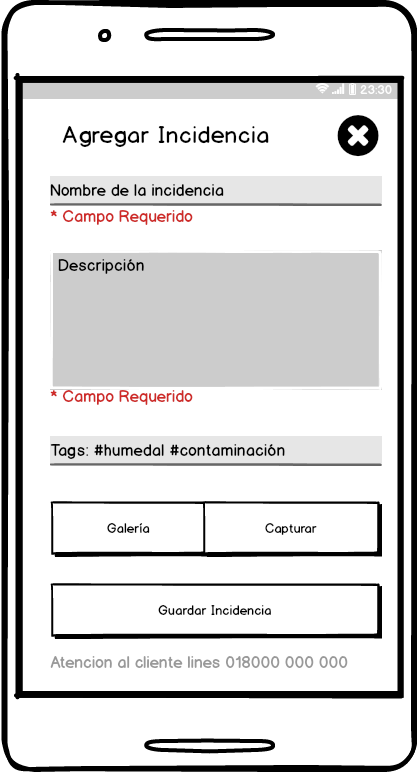 23:30
Agregar Incidencia
Nombre de la incidencia
* Campo Requerido
Descripción
* Campo Requerido
Tags: #humedal #contaminación
Galería
Capturar
Guardar Incidencia
Atencion al cliente lines 018000 000 000